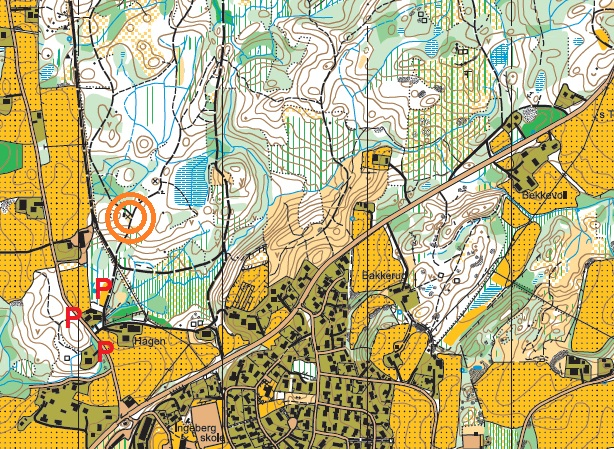 's T
Bekkevoll
Bakkerud
P
P
P
Hagen
Ingeberg
skole